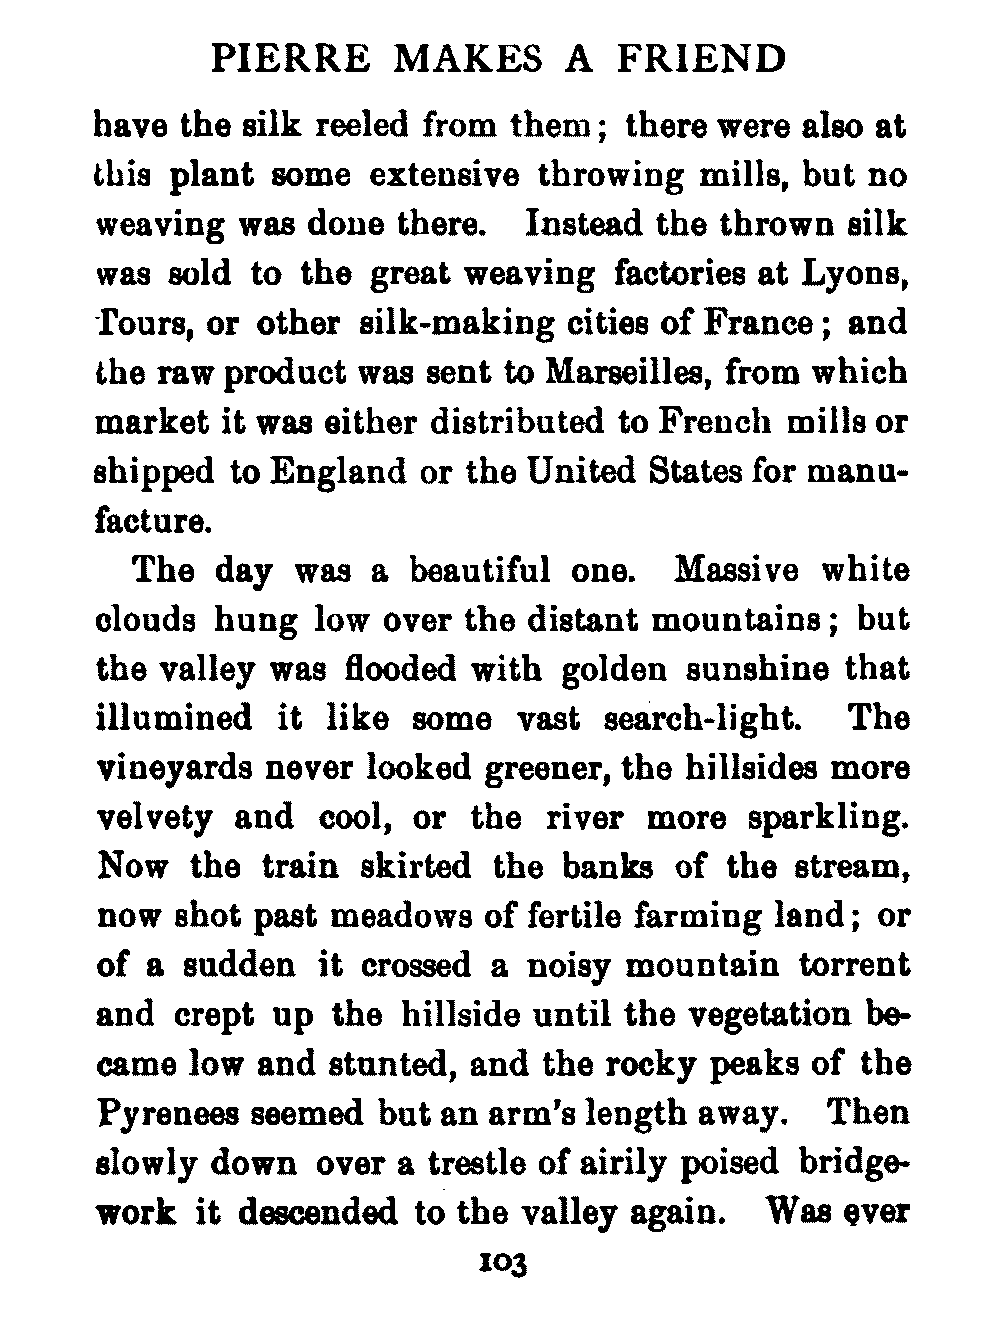 PIERRE MAKES A FRIEND
have the silk reeled from them; there were also at
this plant some extensive throwing mills, but no
weaving was done there. Instead the thrown silk
was sold to the great weaving factories at Lyons,
Tours, or other silk-making cities of France; and
the raw product was sent to Marseilles, from which
market it was either distributed to French mills or
shipped to England or the United States for manu-
facture.
The day was a beautiful one. Massive white
clouds hung low over the distant mountains; but
the valley was flooded with golden sunshine that
illumined it like some vast search-light. The
vineyards never looked greener, the hillsides more
velvety and cool, or the river more sparkling.
Now the train skirted the banks of the stream,
now shot past meadows of fertile farming land; or
of a sudden it crossed a noisy mountain torrent
and crept up the hillside until the vegetation be-
came low and stunted, and the rocky peaks of the
Pyrenees seemed but an arm's length away. Then
slowly down over a trestle of airily poised bridge-
work it descended to the valley again. Was ever
103